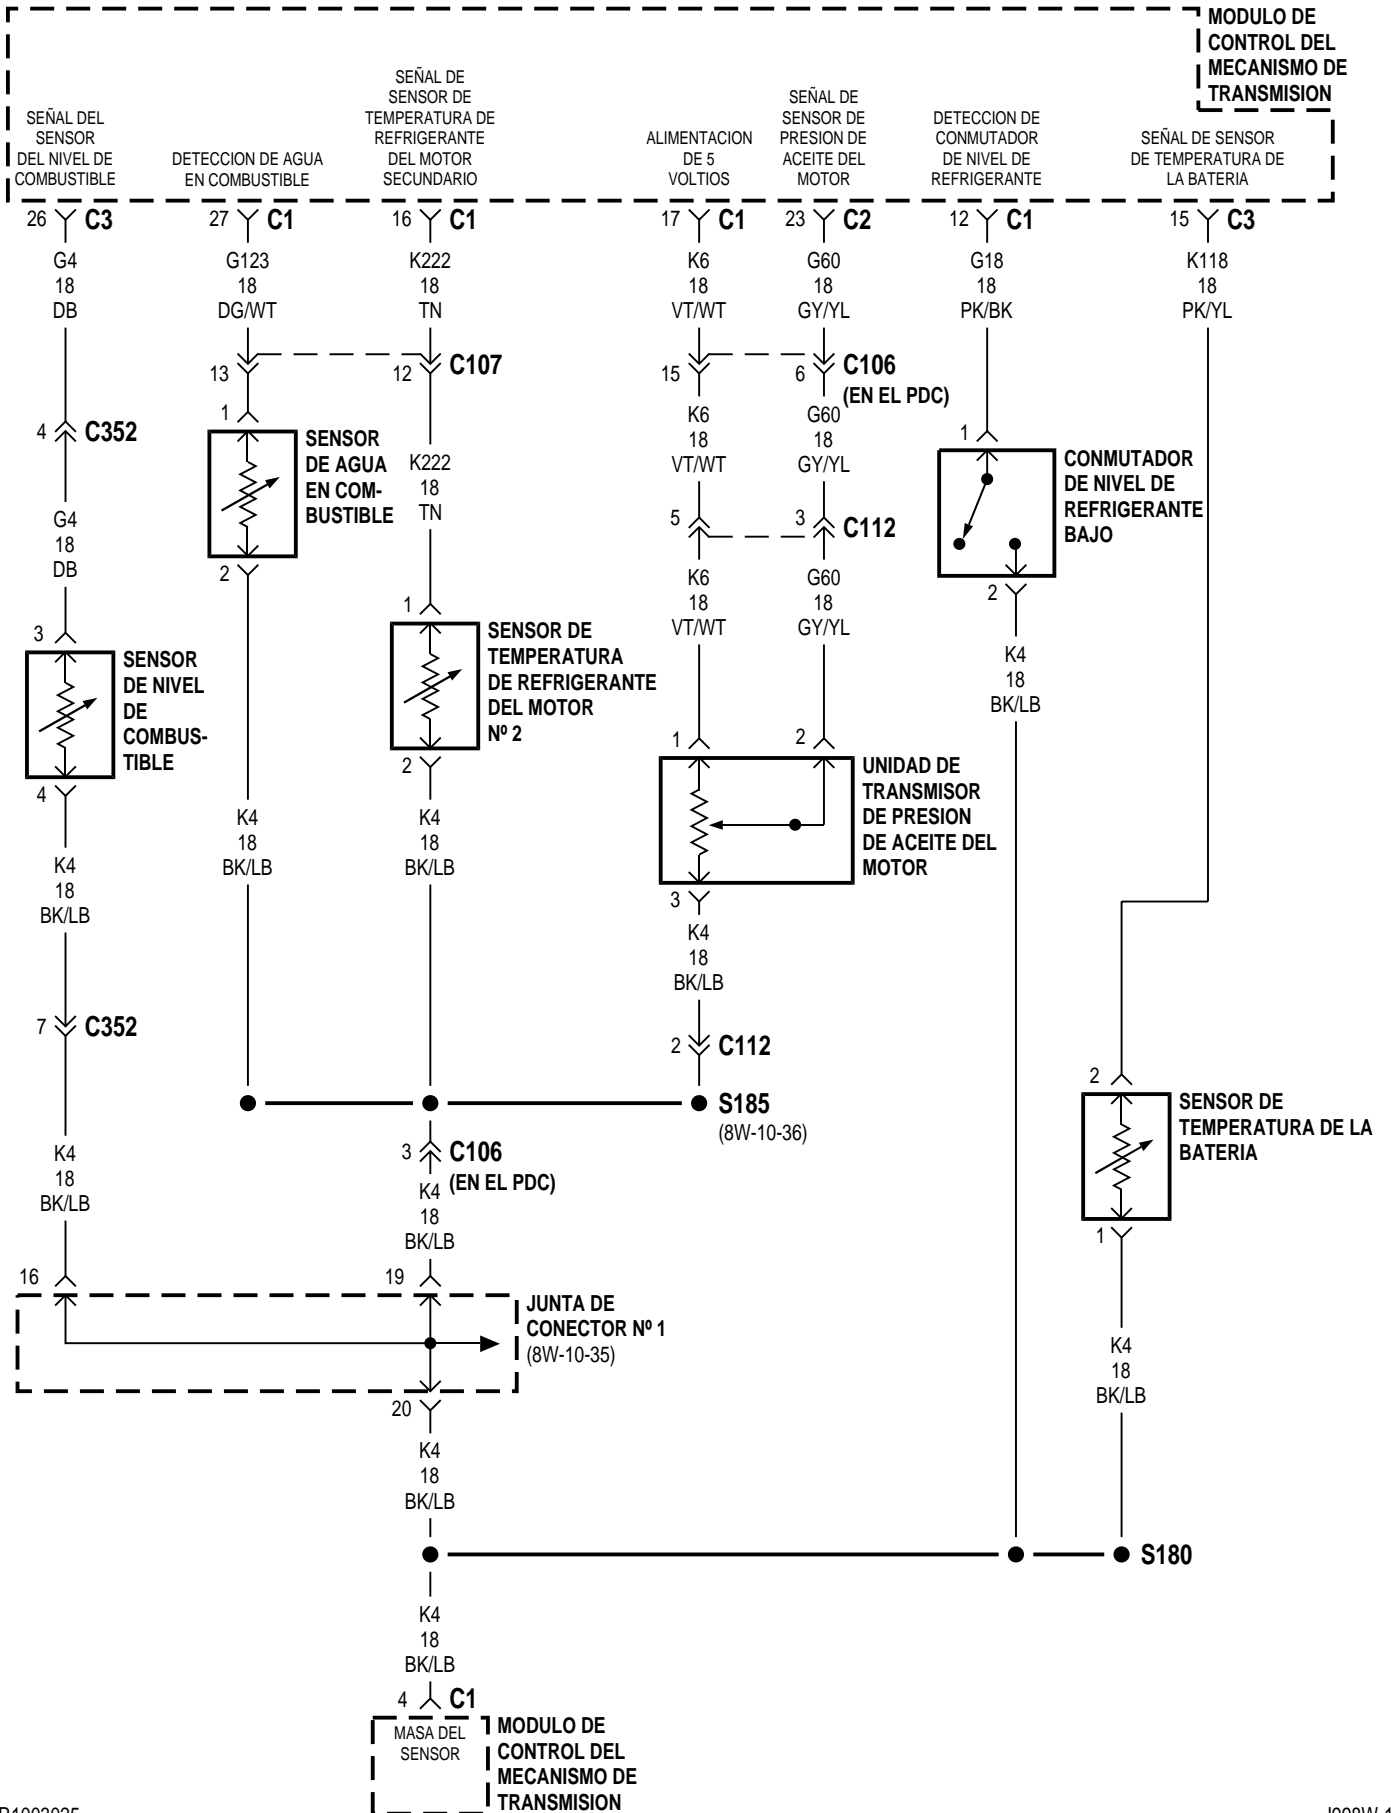 MODULO DE
CONTROL DEL
MECANISMO DE
TRANSMISION
SEÑAL DEL
SENSOR
DEL NIVEL DE
COMBUSTIBLE
DETECCION DE AGUA
EN COMBUSTIBLE
SEÑAL DE
SENSOR DE
TEMPERATURA DE
REFRIGERANTE
DEL MOTOR
SECUNDARIO
ALIMENTACION
DE 5
VOLTIOS
SEÑAL DE
SENSOR DE
PRESION DE
ACEITE DEL
MOTOR
DETECCION DE
CONMUTADOR
DE NIVEL DE
REFRIGERANTE
SEÑAL DE SENSOR
DE TEMPERATURA DE
LA BATERIA
26 C3
27 C1
16 C1
17 C1
23 C2
12 C1
15 C3
G4
18
DB
G123
18
DG/WT
K222
18
TN
K6
18
VT/WT
G60
18
GY/YL
G18
18
PK/BK
K118
18
PK/YL
13
12 C107
15
6 C106
(EN EL PDC)
4 C352
1
SENSOR
DE AGUA
EN COM-
BUSTIBLE
2
K222
18
TN
K6
18
VT/WT
G60
18
GY/YL
1
CONMUTADOR
DE NIVEL DE
REFRIGERANTE
BAJO
2
G4
18
DB
5
3 C112
K6
18
VT/WT
G60
18
GY/YL
3
SENSOR
DE NIVEL
DE
COMBUS-
TIBLE
4
1
SENSOR DE
TEMPERATURA
DE REFRIGERANTE
DEL MOTOR
Nº 2
2
K4
18
BK/LB
1
2
UNIDAD DE
TRANSMISOR
DE PRESION
DE ACEITE DEL
MOTOR
3
K4
18
BK/LB
K4
18
BK/LB
K4
18
BK/LB
K4
18
BK/LB
7 C352
2 C112
S185
(8W-10-36)
2
SENSOR DE
TEMPERATURA DE LA
BATERIA
1
3 C106
(EN EL PDC)
K4
18
BK/LB
K4
18
BK/LB
16
19
JUNTA DE
CONECTOR Nº 1
(8W-10-35)
20
K4
18
BK/LB
K4
18
BK/LB
S180
K4
18
BK/LB
4 C1
MASA DEL
SENSOR
MODULO DE
CONTROL DEL
MECANISMO DE
TRANSMISION